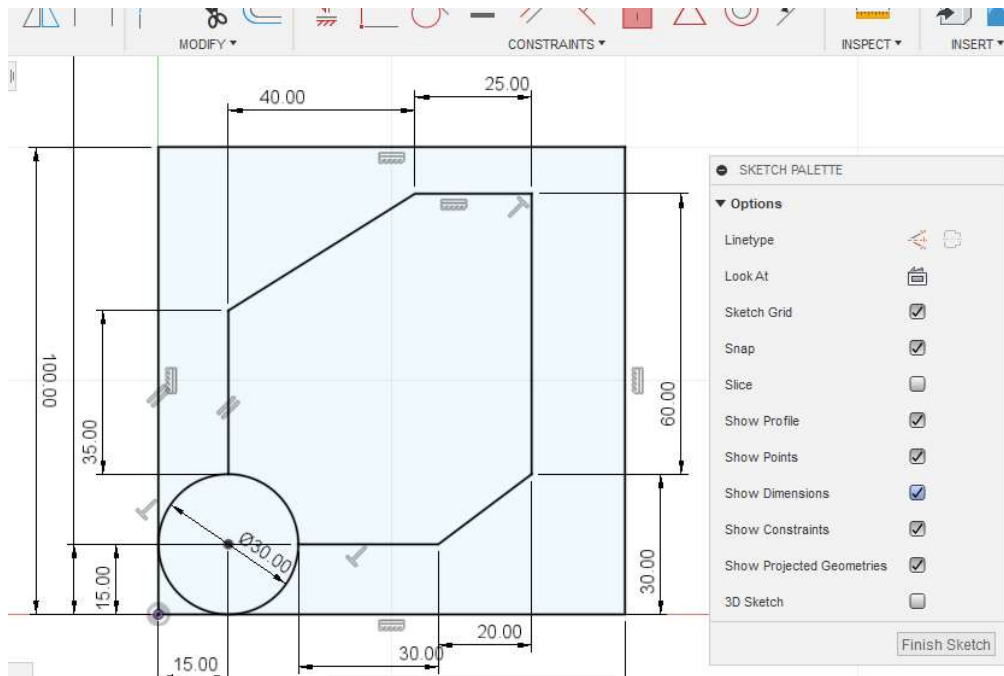 MODIFY ▾
CONSTRAINTS ▾
INSPECT ▾
INSERT ▾
40.00
25.00
100.00
35.00
60.00
Ø30.00
15.00
30.00
20.00
30.00
15.00
SKETCH PALETTE
▼ Options
Linetype
Look At
Sketch Grid
Snap
Slice
Show Profile
Show Points
Show Dimensions
Show Constraints
Show Projected Geometries
3D Sketch
Finish Sketch